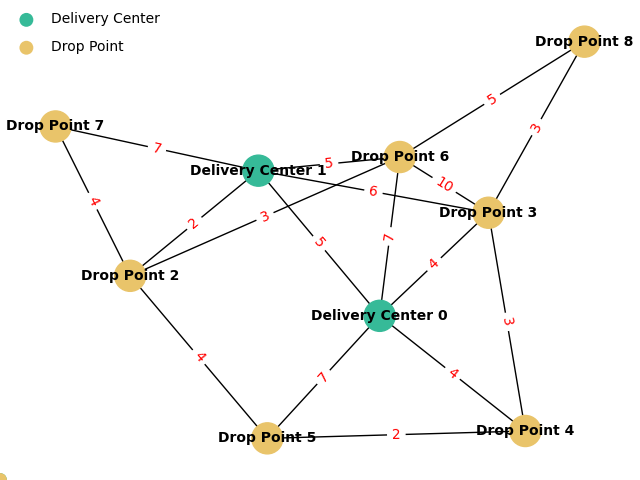 Delivery Center
Drop Point
Drop Point 8
5
Drop Point 7
3
7
Drop Point 6
5
Delivery Center 1
10
6
4
Drop Point 3
3
2
7
5
4
Drop Point 2
Delivery Center 0
3
4
7
4
Drop Point 4
2
Drop Point 5